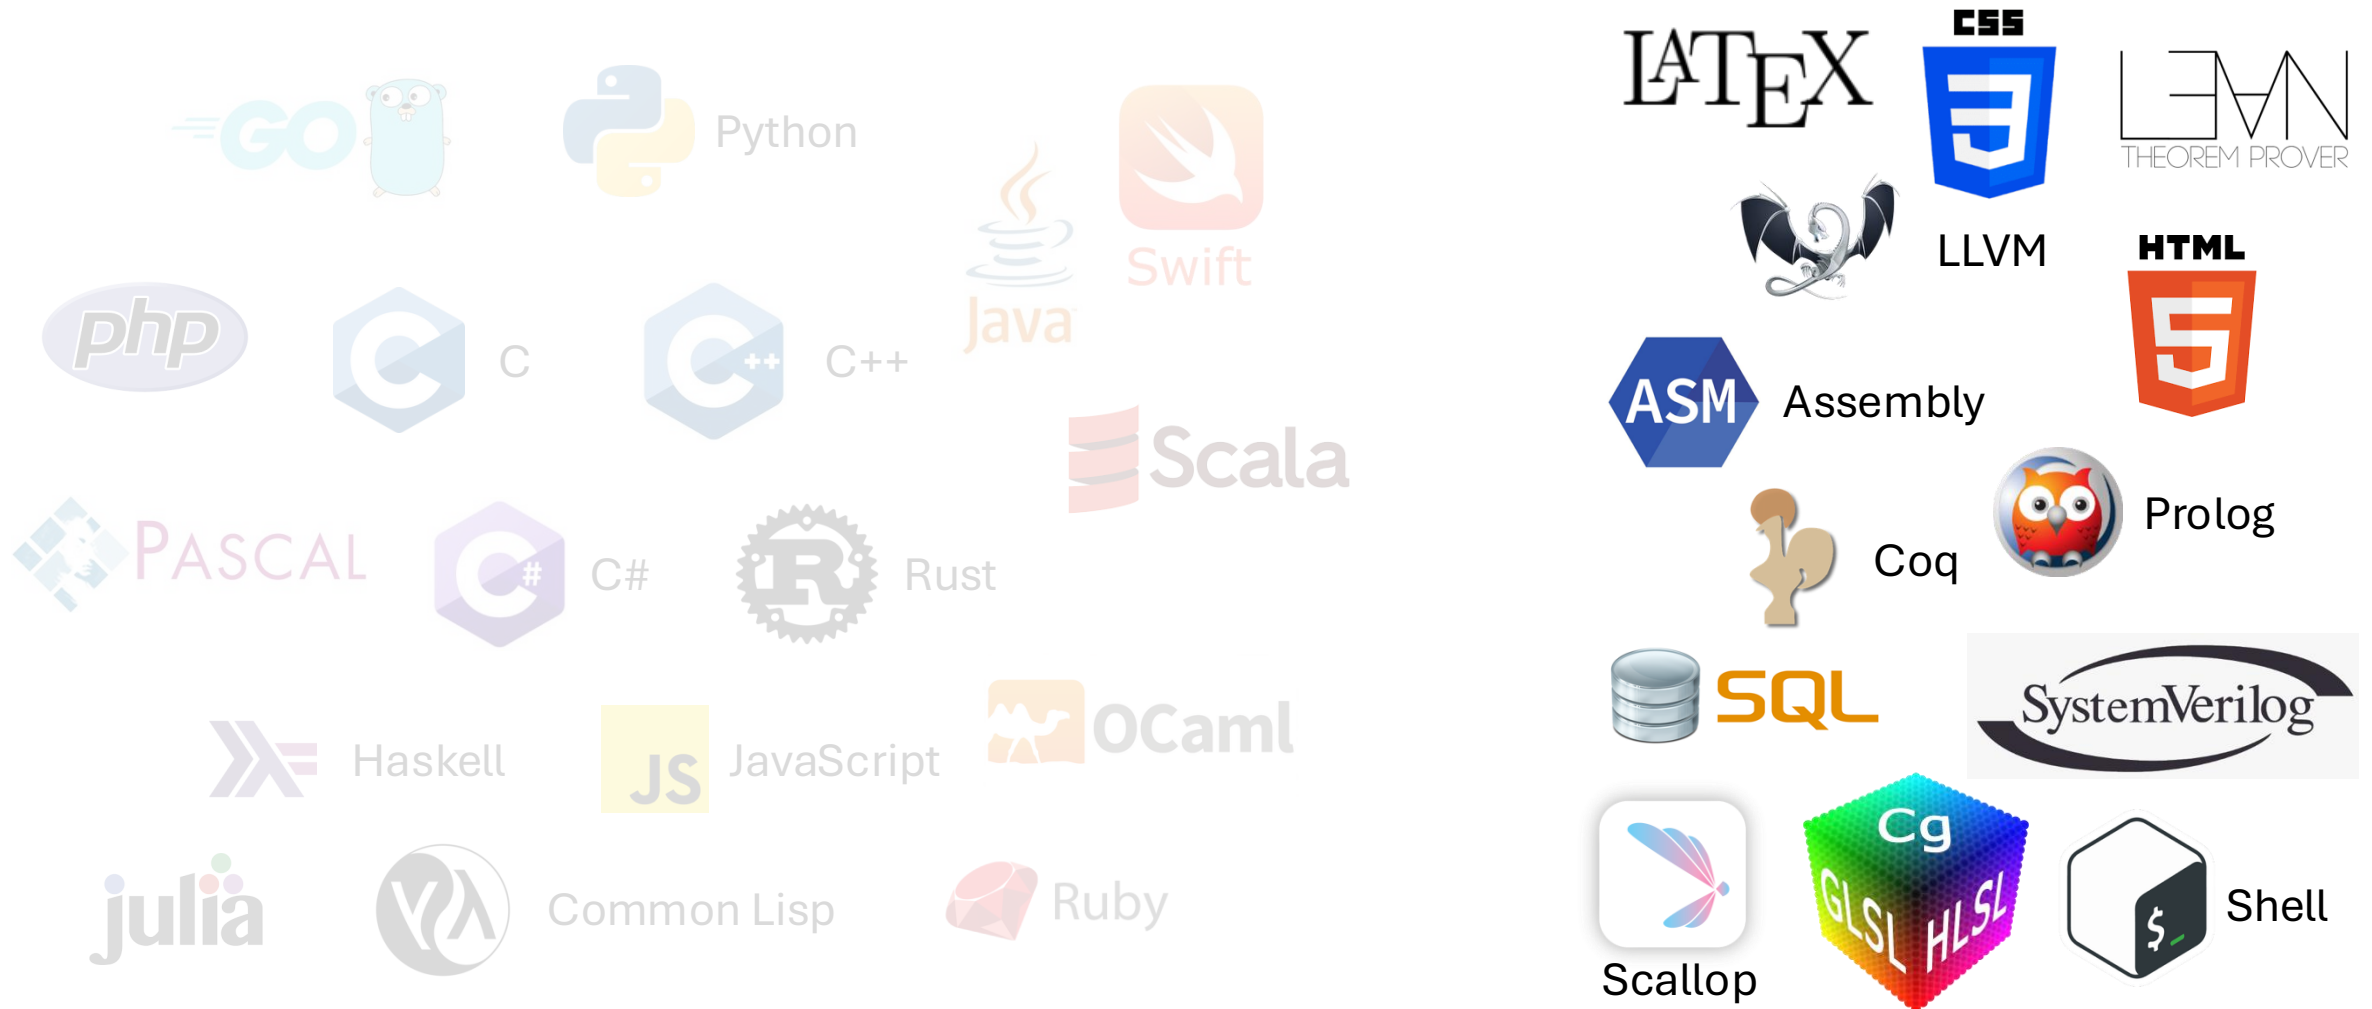 GO
Python
Java
Swift
php
C
C
C++
C++
Scala
PASCAL
C#
C#
R
Rust
Haskell
JS
JavaScript
OCaml
julia
Common Lisp
Ruby
LATEX
CSS
3
LEAN
THEOREM PROVER
LLVM
HTML
5
ASM
Assembly
Prolog
Coq
SQL
SystemVerilog
Scallop
Cg
GLSL
HLSL
$_
Shell